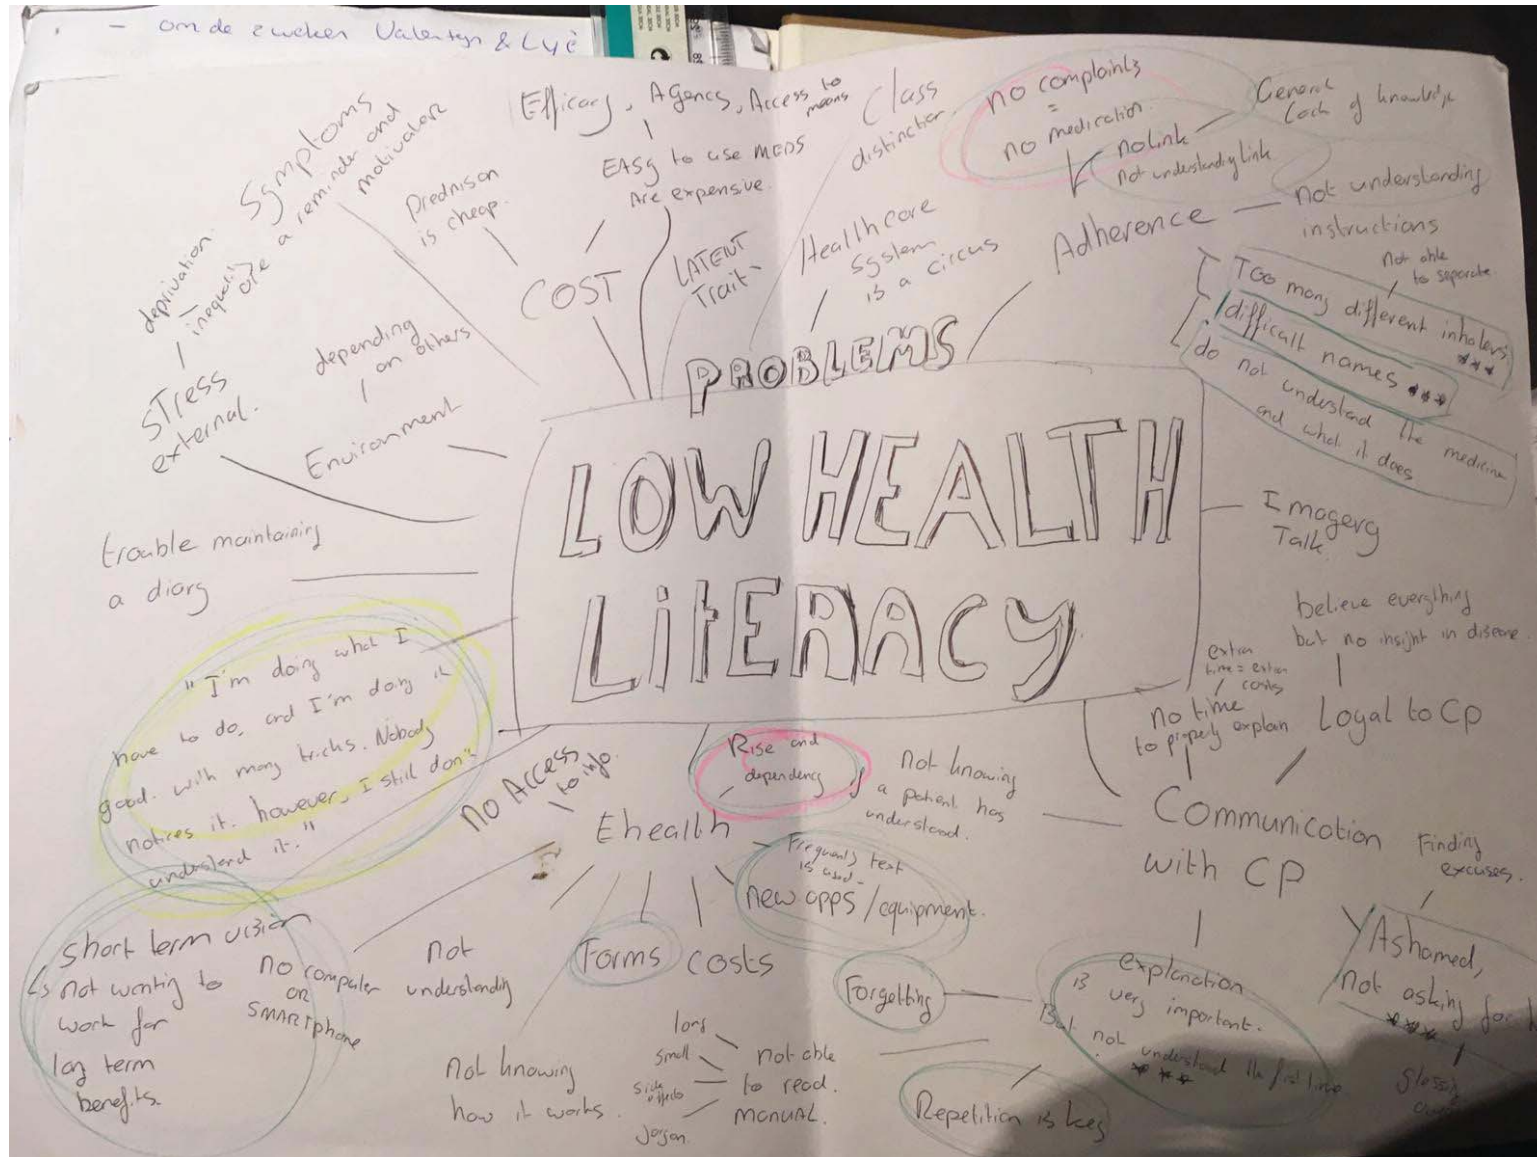 - om de zoeken Valentyn & Lyè
Symptoms
are a reminder and
motivator
Prednison
is cheap.
Efficacy, Agency, Access to
means
EASY to use MEDS
Are expensive.
COST
LATENT
Trait
Class
distinction
Healthcare
System
is a circus
no complaints
=
no medication.
no link
not understanding link
General
Lack of knowledge
Adherence
not understanding
instructions
not able
to separate
Too many different inhalers
***
difficult names ***
do not understand the medicine
and what it does
deprivation.
inequality
STress
external.
depending
on others
Environment
trouble maintaining
a diary
PROBLEMS
LOW HEALTH
LitERACY
Imagery
Talk
believe everything
but no insight in disease
extra
time = extra
costs
no time
to properly explain
Loyal to Cp
"I'm doing what I
have to do, and I'm doing it
good. with many tricks. Nobody
notices it. however, I still don't
understand it."
No Access
to info.
Rise and
dependency
Ehealth
Frequently text
is used
new apps/equipment.
Forms
costs
not knowing
if a patient has
understand.
Communication
with CP
Finding
excuses.
Ashamed,
not asking for
***
short term vision
↳ not wanting to
work for
long term
benefits.
no computer
OR
SMARTphone
not
understanding
not knowing
how it works.
long
small
side effects
Jargon
not able
to read.
MANUAL.
Forgetting
explanation
is very important.
But not understand the first time
***
Repetition is key